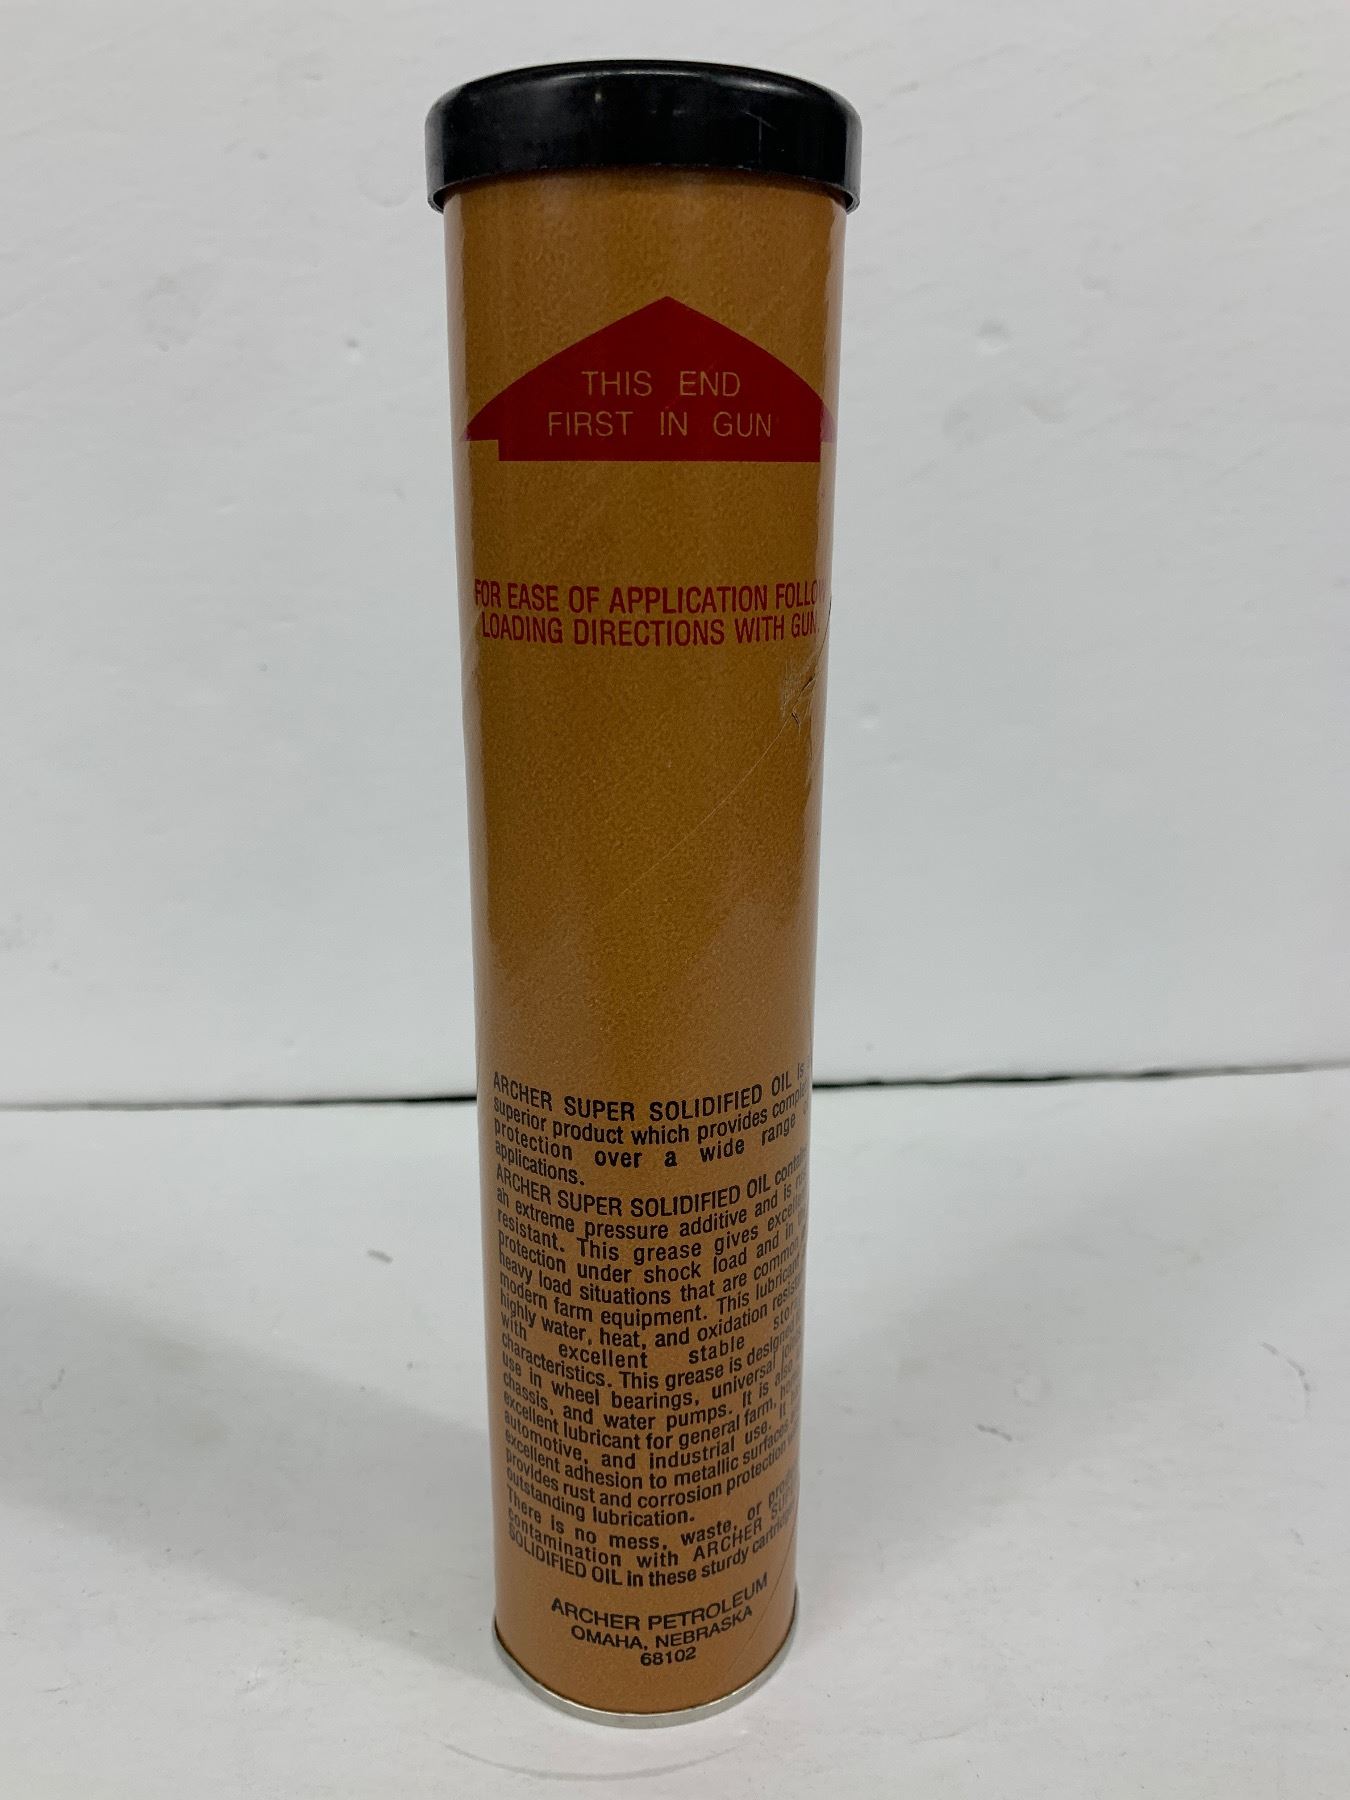 THIS END
FIRST IN GUN
FOR EASE OF APPLICATION
LOADING DIRECTIONS WITH GUN
ARCHER SUPER SOLIDIFIED OIL is
superior product which provides
protection over a wide range
applications.
ARCHER SUPER SOLIDIFIED OIL
an extreme pressure additive and is
resistant. This grease gives
protection under shock load and in
heavy load situations that are common
modern farm equipment. This lubricant
highly water, heat, and oxidation
with excellent stable
characteristics. This grease is designed
use in wheel bearings, universal
chassis, and water pumps. It is also
excellent lubricant for general farm,
automotive, and industrial use. It
excellent adhesion to metallic surfaces
provides rust and corrosion protection
outstanding lubrication.
There is no mess, waste, or
contamination with ARCHER
SOLIDIFIED OIL in these sturdy
ARCHER PETROLEUM
OMAHA, NEBRASKA
68102